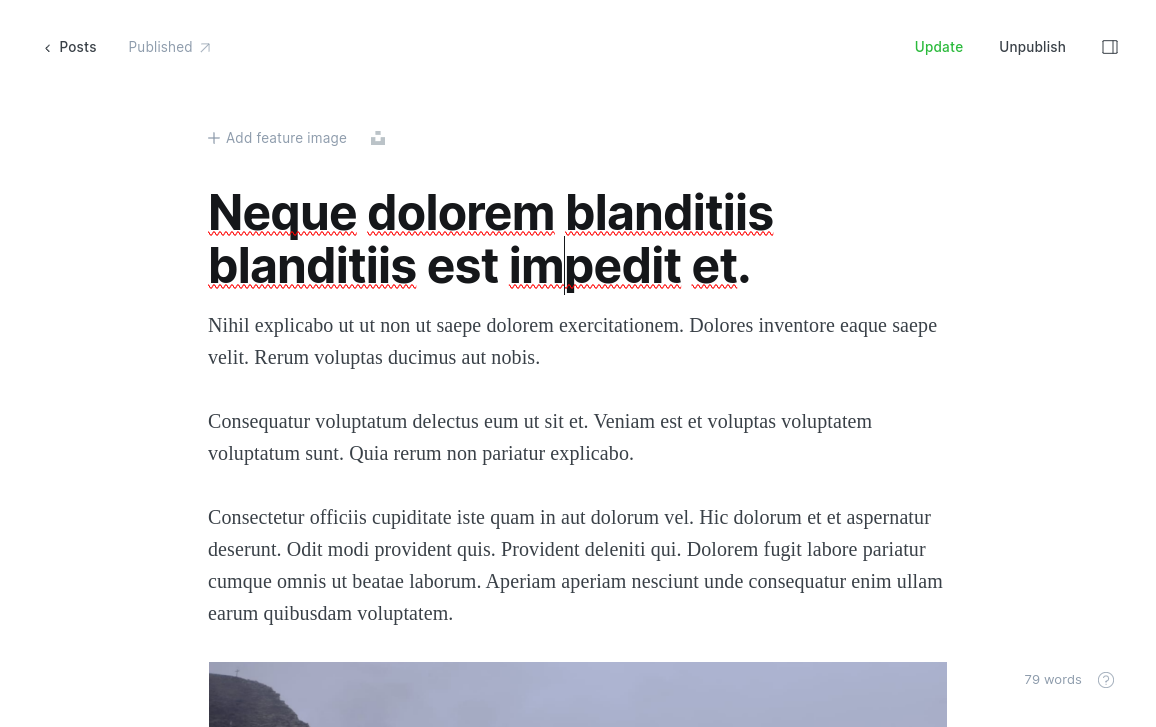 Posts
Published
Update
Unpublish
Add feature image
Neque dolorem blanditiis
blanditiis est impedit et.
Nihil explicabo ut ut non ut saepe dolorem exercitationem. Dolores inventore eaque saepe
velit. Rerum voluptas ducimus aut nobis.
Consequatur voluptatum delectus eum ut sit et. Veniam est et voluptas voluptatem
voluptatum sunt. Quia rerum non pariatur explicabo.
Consectetur officiis cupiditate iste quam in aut dolorum vel. Hic dolorum et et aspernatur
deserunt. Odit modi provident quis. Provident deleniti qui. Dolorem fugit labore pariatur
cumque omnis ut beatae laborum. Aperiam aperiam nesciunt unde consequatur enim ullam
earum quibusdam voluptatem.
79 words